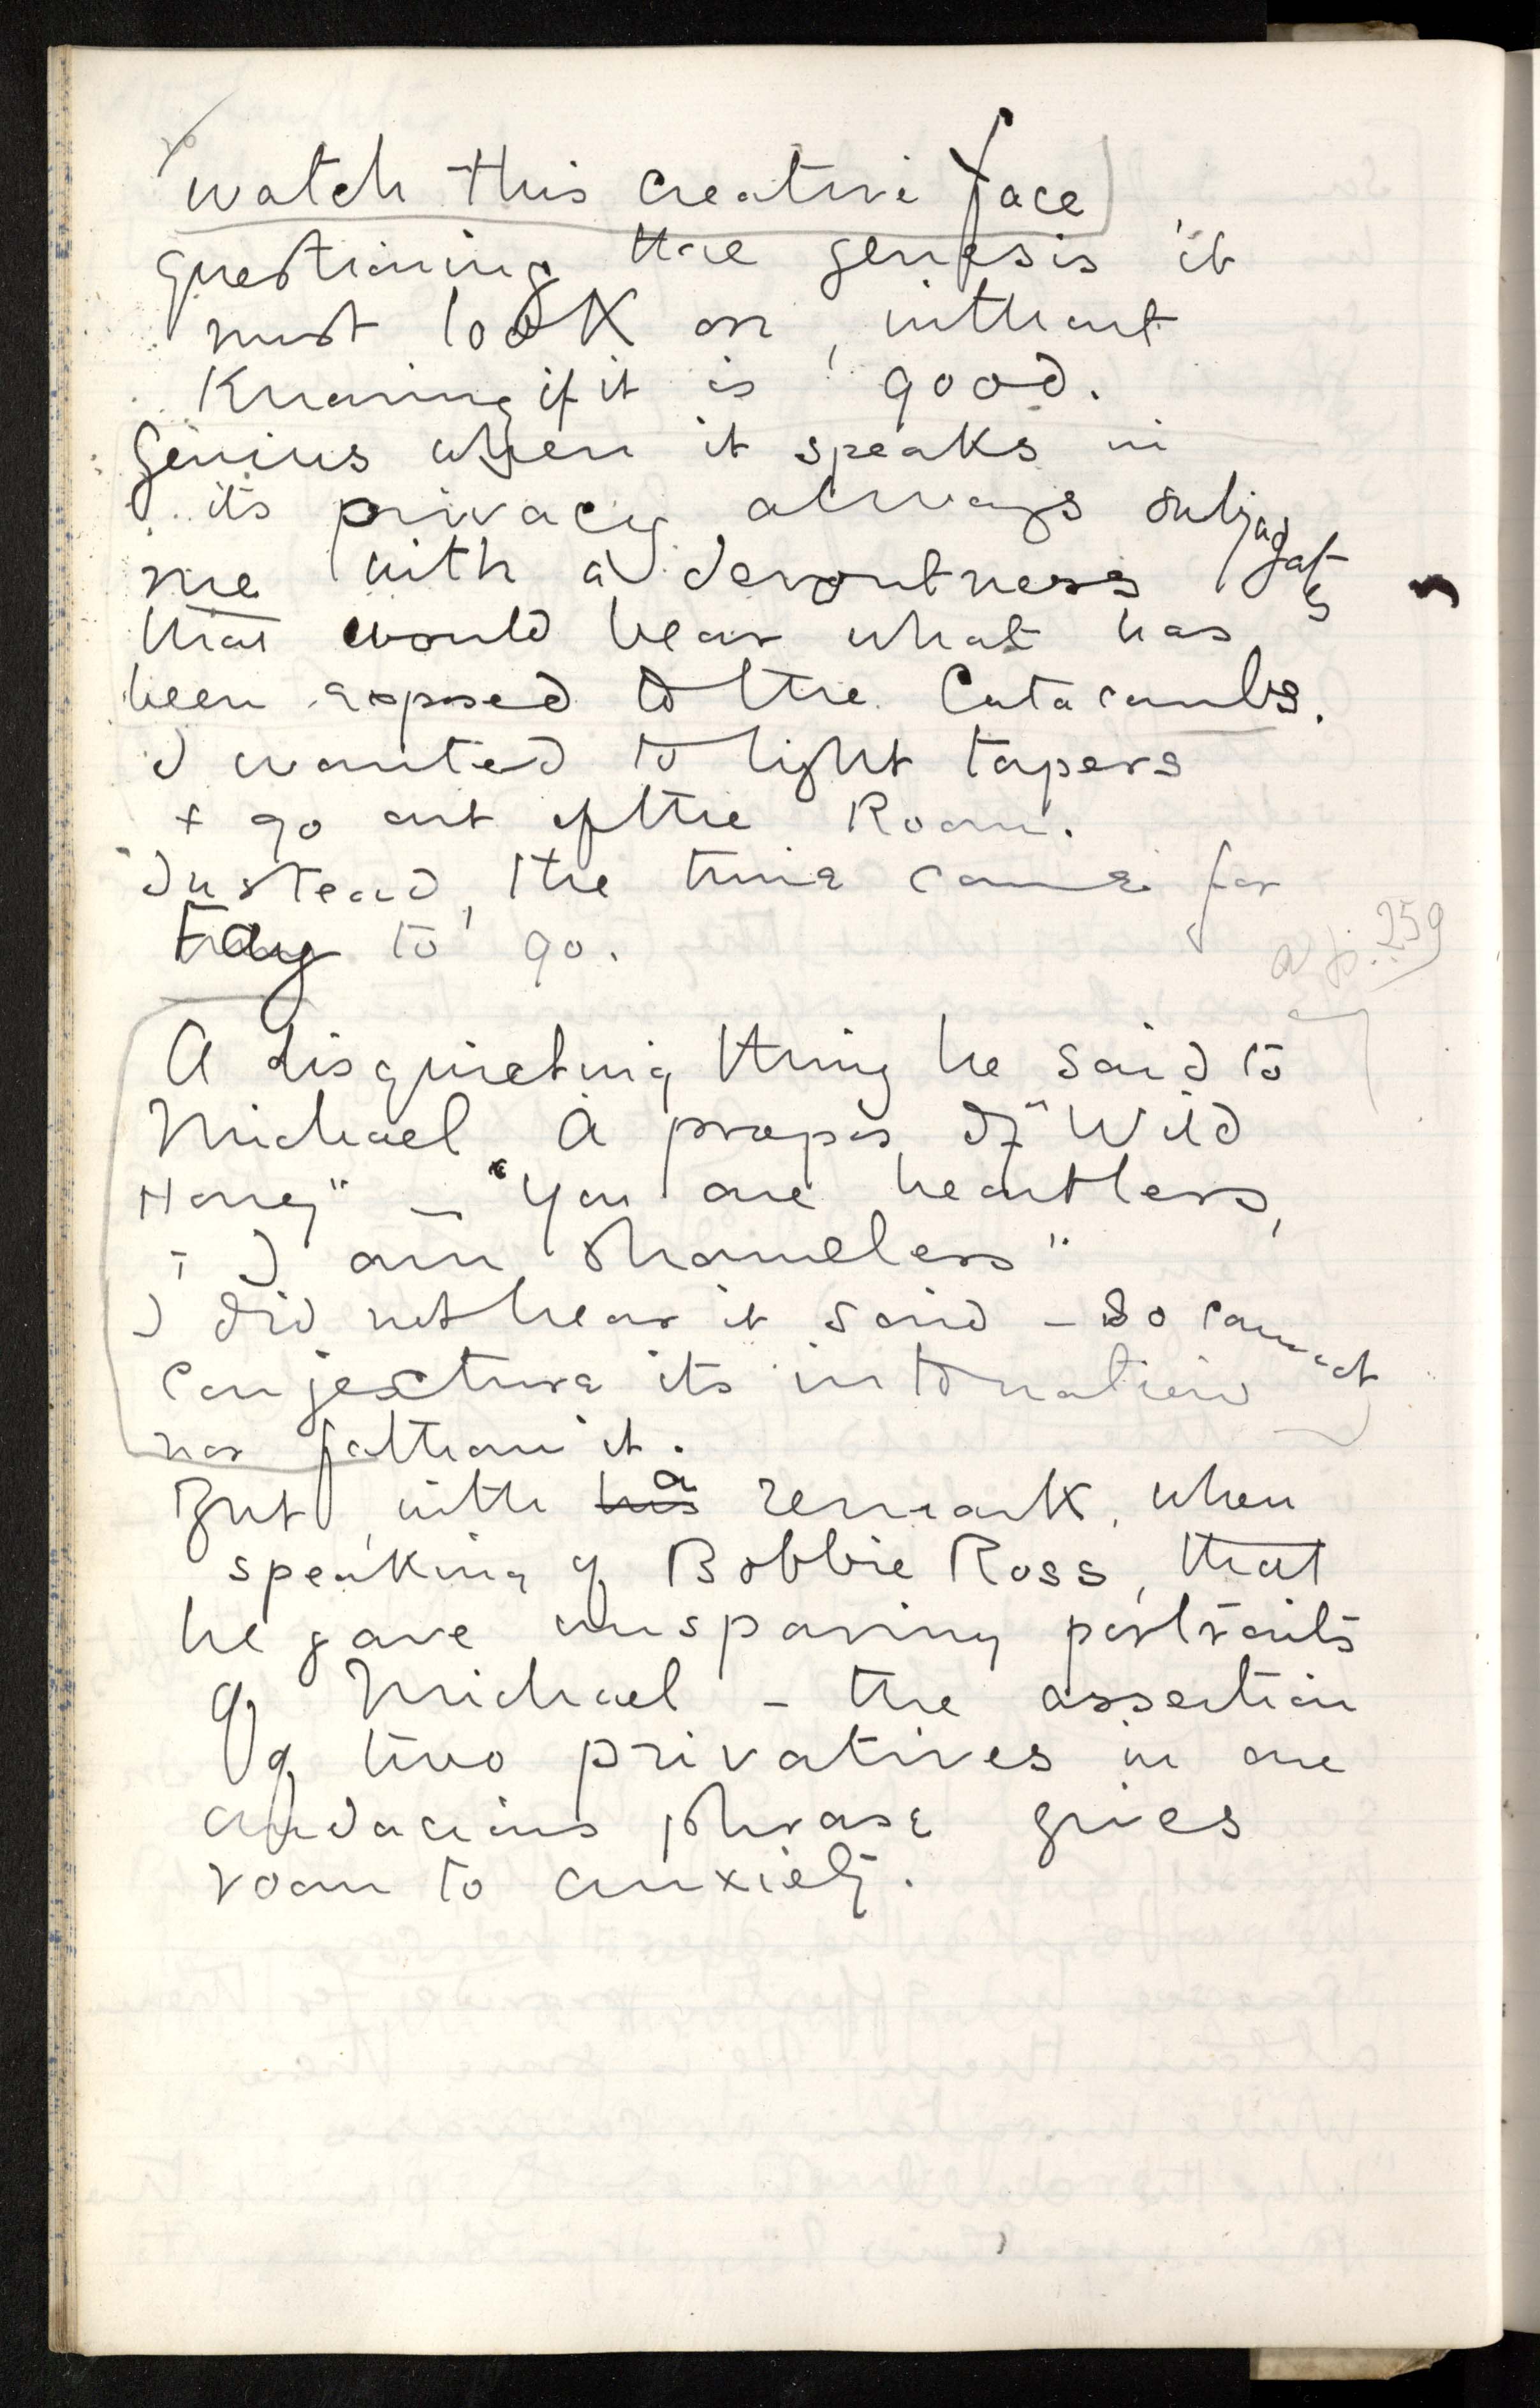 watch this creative face
questioning the genesis it
must look on, without
knowing if it is good.
Genius when it speaks in
its privacy always subjugates
me with a devoutness
that would bear what has
been exposed to the Catacombs.
I wanted to light tapers
+ go out of the Room.
Instead, the time came for
Fay to go.
259
A disquieting thing he said to
Michael à propos of "Wild
Honey" — "You are heartless,
+ I am shameless"
I did not hear it said – so cannot
conjecture its intonation
nor fathom it.
But, with his a remark, when
speaking of Bobbie Ross, that
he gave unsparing portraits
of Michael – the assertion
of two privatives in one
audacious phrase gives
room to anxiety.